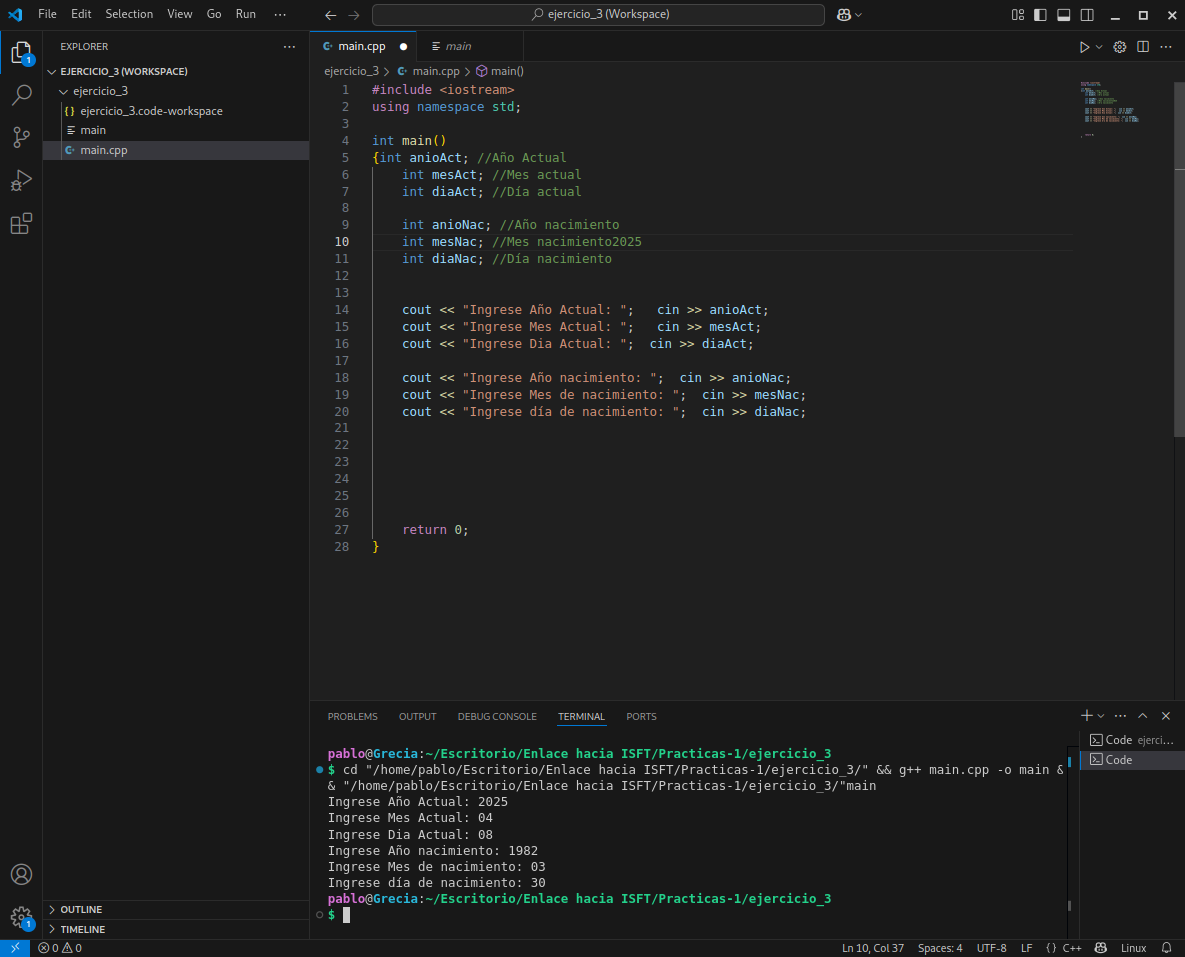 File Edit Selection View Go Run ··· ejercicio_3 (Workspace)
EXPLORER ···
EJERCICIO_3 (WORKSPACE)
ejercicio_3
{} ejercicio_3.code-workspace
main
main.cpp
OUTLINE
TIMELINE
main.cpp main
ejercicio_3 > main.cpp > main()
1 #include <iostream>
2 using namespace std;
3
4 int main()
5 {int anioAct; //Año Actual
6 int mesAct; //Mes actual
7 int diaAct; //Día actual
8
9 int anioNac; //Año nacimiento
10 int mesNac; //Mes nacimiento2025
11 int diaNac; //Día nacimiento
12
13
14 cout << "Ingrese Año Actual: ";   cin >> anioAct;
15 cout << "Ingrese Mes Actual: ";   cin >> mesAct;
16 cout << "Ingrese Dia Actual: ";  cin >> diaAct;
17
18 cout << "Ingrese Año nacimiento: ";  cin >> anioNac;
19 cout << "Ingrese Mes de nacimiento: ";  cin >> mesNac;
20 cout << "Ingrese día de nacimiento: ";  cin >> diaNac;
21
22
23
24
25
26
27 return 0;
28 }
PROBLEMS OUTPUT DEBUG CONSOLE TERMINAL PORTS
pablo@Grecia:~/Escritorio/Enlace hacia ISFT/Practicas-1/ejercicio_3
$ cd "/home/pablo/Escritorio/Enlace hacia ISFT/Practicas-1/ejercicio_3/" && g++ main.cpp -o main &
& "/home/pablo/Escritorio/Enlace hacia ISFT/Practicas-1/ejercicio_3/"main
Ingrese Año Actual: 2025
Ingrese Mes Actual: 04
Ingrese Dia Actual: 08
Ingrese Año nacimiento: 1982
Ingrese Mes de nacimiento: 03
Ingrese día de nacimiento: 30
pablo@Grecia:~/Escritorio/Enlace hacia ISFT/Practicas-1/ejercicio_3
$
Code ejerci...
Code
1
1
0 0 Ln 10, Col 37 Spaces: 4 UTF-8 LF {} C++ Linux